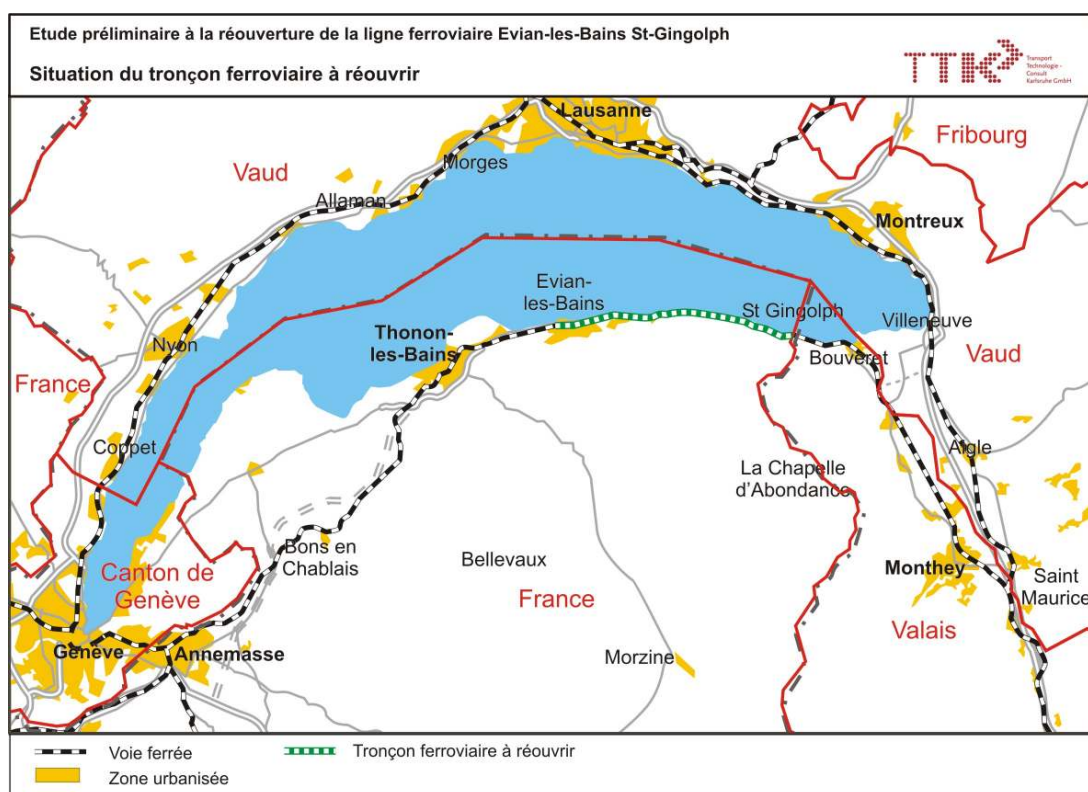 Etude préliminaire à la réouverture de la ligne ferroviaire Evian-les-Bains St-Gingolph
Situation du tronçon ferroviaire à réouvrir
TTK
Transport
Technologie -
Consult
Karlsruhe GmbH
Lausanne
Fribourg
Vaud
Morges
Allaman
Montreux
Evian-
les-Bains
St Gingolph
Villeneuve
Thonon-
les-Bains
Nyon
Bouveret
Vaud
France
Coppet
Aigle
La Chapelle
d'Abondance
Bons en
Chablais
Bellevaux
Canton de
Genève
France
Monthey
Saint
Maurice
Valais
Genève
Annemasse
Morzine
Voie ferrée
Tronçon ferroviaire à réouvrir
Zone urbanisée